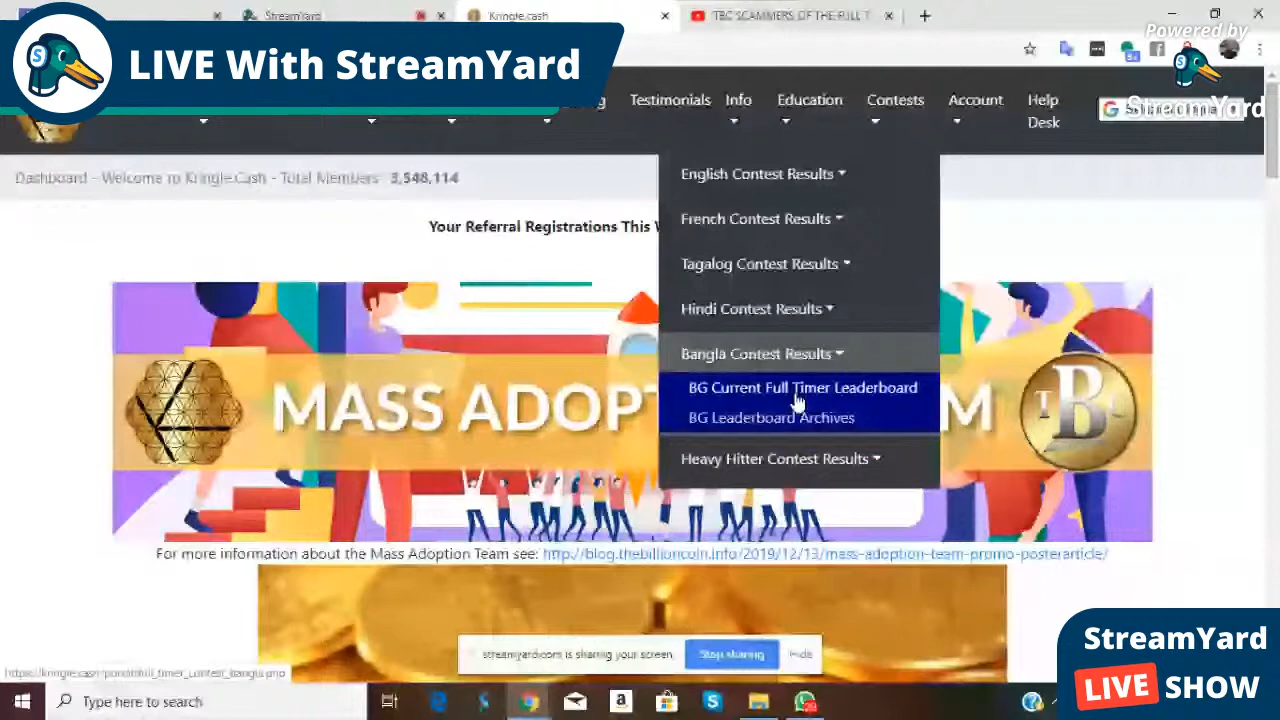 StreamYard
Kringle.cash
TBC SCAMMERS OF THE FULL T
LIVE With StreamYard
Powered by
StreamYard
Testimonials Info Education Contests Account Help Desk
Dashboard - Welcome to Kringle.Cash - Total Members 3,548,114
Your Referral Registrations This
English Contest Results
French Contest Results
Tagalog Contest Results
Hindi Contest Results
Bangla Contest Results
BG Current Full Timer Leaderboard
BG Leaderboard Archives
Heavy Hitter Contest Results
MASS ADOPT M
T B C
For more information about the Mass Adoption Team see: http://blog.thebillioncoin.info/2019/12/13/mass-adoption-team-promo-posterarticle/
streamyard.com is sharing your screen. Stop sharing Hide
StreamYard
LIVE SHOW
Type here to search